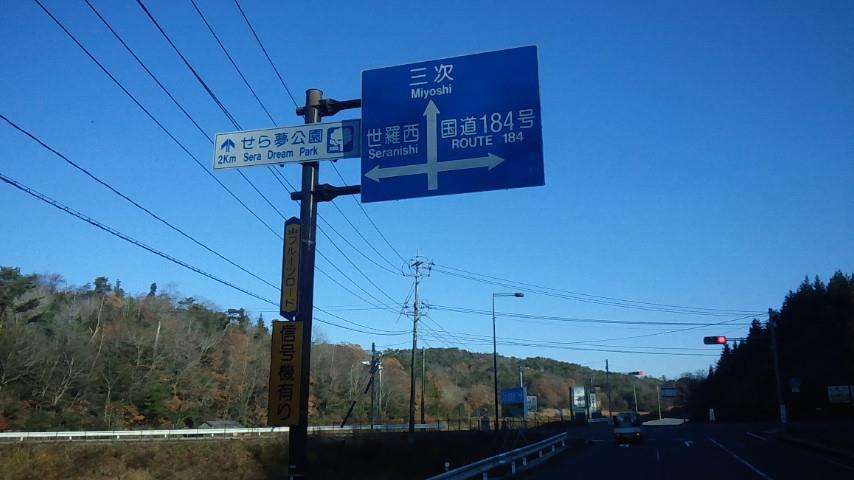 三次
Miyoshi
世羅西
Seranishi
国道184号
ROUTE 184
せら夢公園
2Km Sera Dream Park
フルーツロード
信号機有り